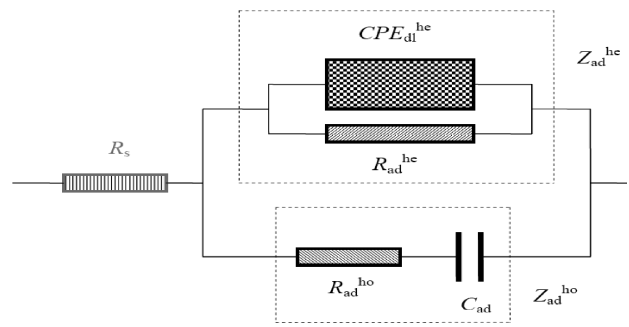 CPE_dl^he
Z_ad^he
R_s
R_ad^he
R_ad^ho
C_ad
Z_ad^ho